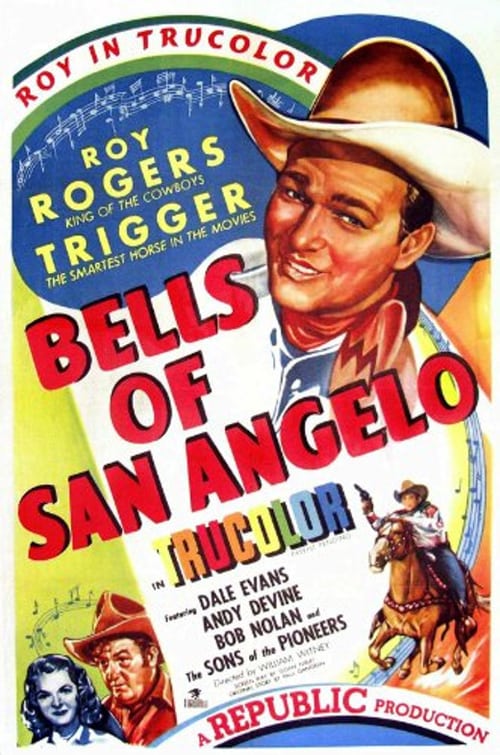 ROY IN TRUCOLOR
ROY
ROGERS
KING OF THE COWBOYS
TRIGGER
THE SMARTEST HORSE IN THE MOVIES
BELLS
OF
SAN ANGELO
IN TRUCOLOR
Featuring DALE EVANS
ANDY DEVINE
BOB NOLAN and
The SONS of the PIONEERS
Directed by WILLIAM WITNEY
A REPUBLIC PRODUCTION